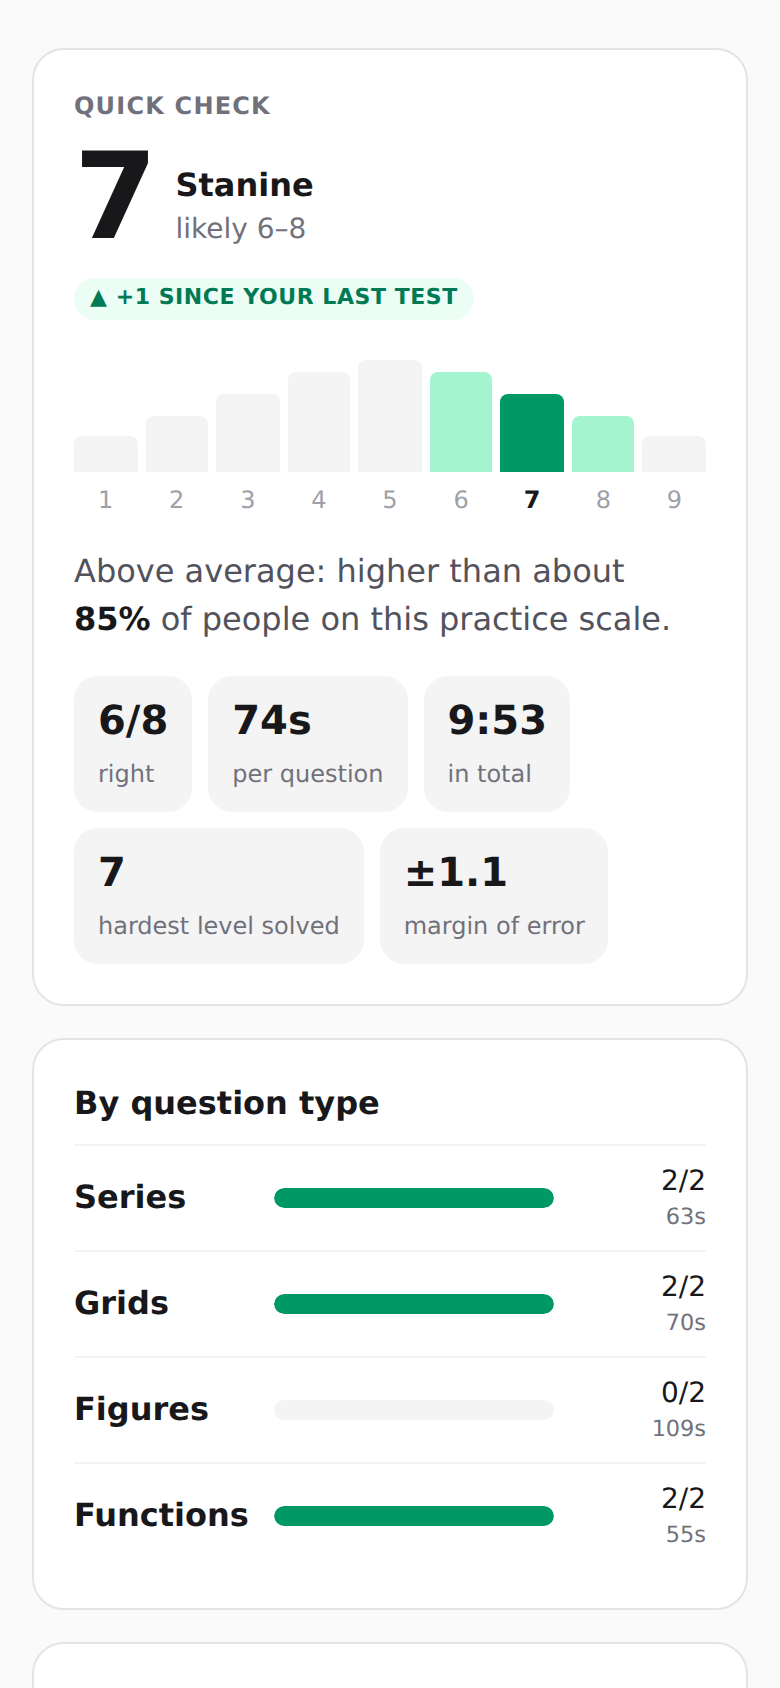 QUICK CHECK
7
Stanine
likely 6–8
▲ +1 SINCE YOUR LAST TEST
1 2 3 4 5 6 7 8 9
Above average: higher than about
85% of people on this practice scale.
6/8 74s 9:53
right per question in total
7 ±1.1
hardest level solved margin of error
By question type
Series 2/2
63s
Grids 2/2
70s
Figures 0/2
109s
Functions 2/2
55s